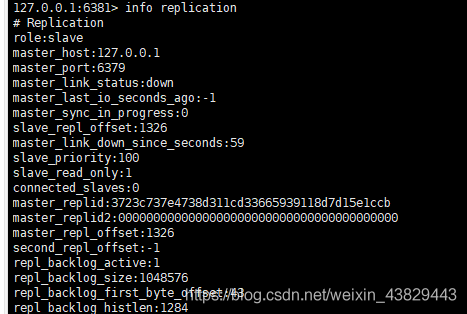 127.0.0.1:6381> info replication
# Replication
role:slave
master_host:127.0.0.1
master_port:6379
master_link_status:down
master_last_io_seconds_ago:-1
master_sync_in_progress:0
slave_repl_offset:1326
master_link_down_since_seconds:59
slave_priority:100
slave_read_only:1
connected_slaves:0
master_replid:3723c737e4738d311cd33665939118d7d15e1ccb
master_replid2:0000000000000000000000000000000000000000
master_repl_offset:1326
second_repl_offset:-1
repl_backlog_active:1
repl_backlog_size:1048576
repl_backlog_first_byte_offset:43
https://blog.csdn.net/weixin_43829443
repl_backlog_histlen:1284